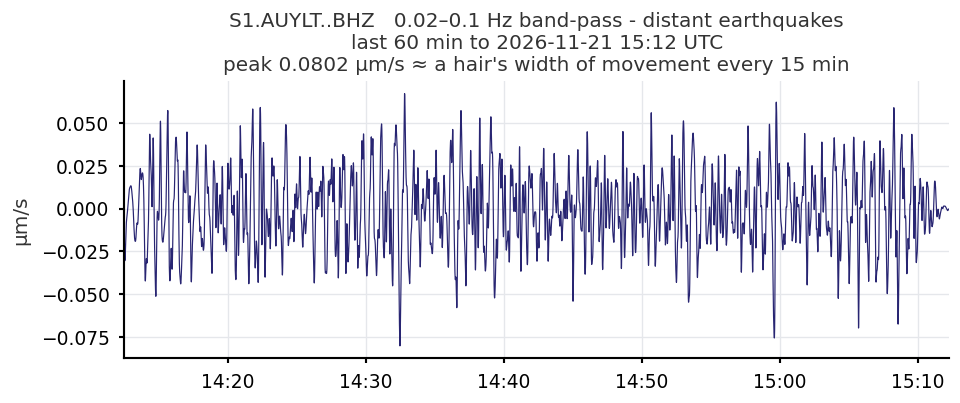 S1.AUYLT..BHZ   0.02–0.1 Hz band-pass - distant earthquakes
last 60 min to 2026-11-21 15:12 UTC
peak 0.0802 µm/s ≈ a hair's width of movement every 15 min
µm/s
0.050
0.025
0.000
−0.025
−0.050
−0.075
14:20 14:30 14:40 14:50 15:00 15:10